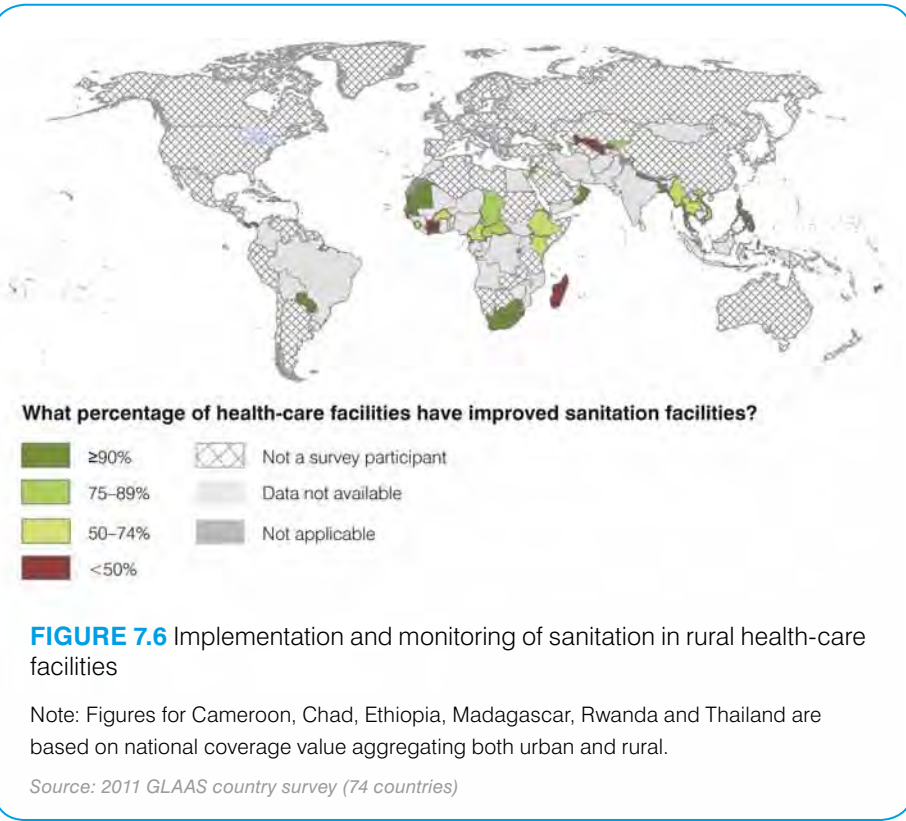 What percentage of health-care facilities have improved sanitation facilities?
≥90%
Not a survey participant
75–89%
Data not available
50–74%
Not applicable
<50%
FIGURE 7.6 Implementation and monitoring of sanitation in rural health-care
facilities
Note: Figures for Cameroon, Chad, Ethiopia, Madagascar, Rwanda and Thailand are
based on national coverage value aggregating both urban and rural.
Source: 2011 GLAAS country survey (74 countries)